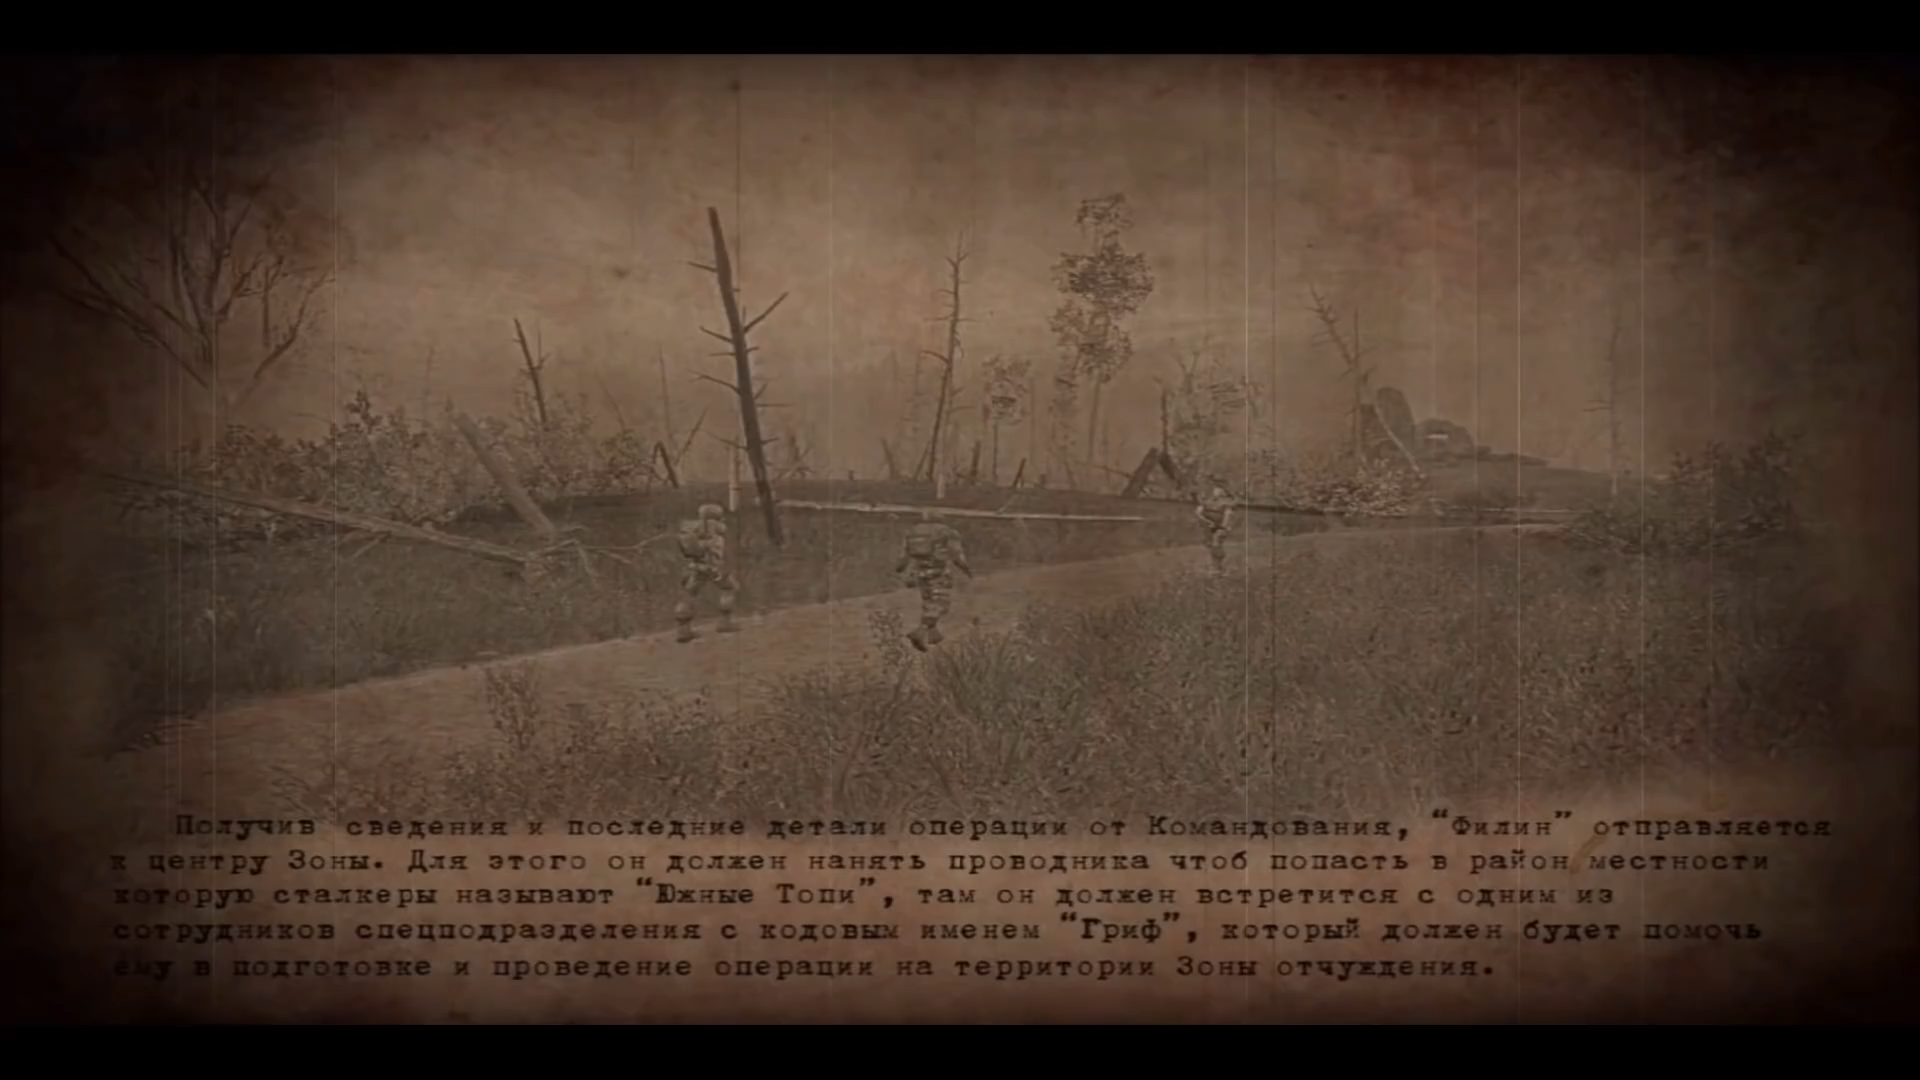 Получив сведения и последние детали операции от Командования, “Филин” отправляется
к центру Зоны. Для этого он должен нанять проводника чтоб попасть в район местности
которую сталкеры называют “Южные Топи”, там он должен встретится с одним из
сотрудников спецподразделения с кодовым именем “Гриф”, который должен будет помочь
ему в подготовке и проведение операции на территории Зоны отчуждения.